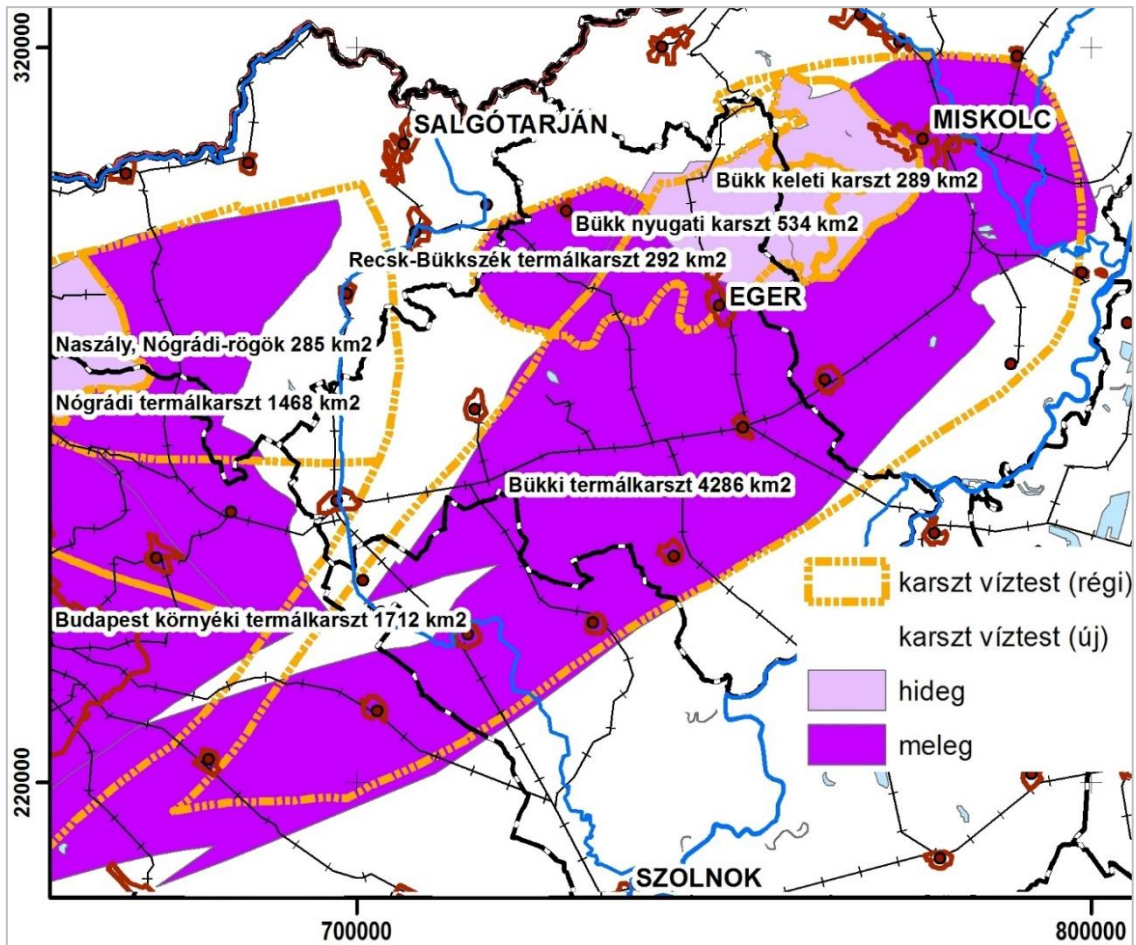 320000
SALGÓTARJÁN
MISKOLC
Bükk keleti karszt 289 km2
Bükk nyugati karszt 534 km2
Recsk-Bükkszék termálkarszt 292 km2
EGER
Naszály, Nógrádi-rögök 285 km2
Nógrádi termálkarszt 1468 km2
Bükki termálkarszt 4286 km2
Budapest környéki termálkarszt 1712 km2
karszt víztest (régi)
karszt víztest (új)
hideg
meleg
220000
SZOLNOK
700000
800000